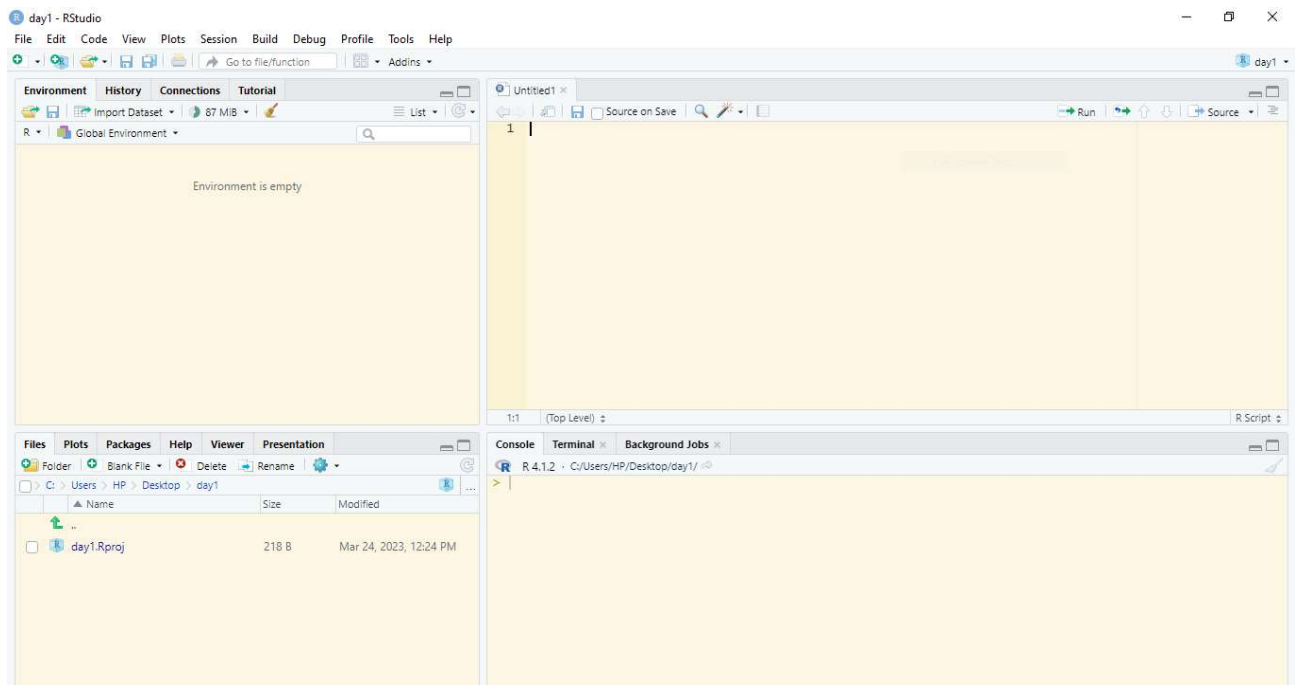 day1 - RStudio
File Edit Code View Plots Session Build Debug Profile Tools Help
Go to file/function Addins day1
Environment History Connections Tutorial
Import Dataset 87 MiB List
R Global Environment
Environment is empty
Untitled1
Source on Save Run Source
1
1:1 (Top Level) R Script
Files Plots Packages Help Viewer Presentation
Folder Blank File Delete Rename
C: Users HP Desktop day1
Name Size Modified
..
day1.Rproj 218 B Mar 24, 2023, 12:24 PM
Console Terminal Background Jobs
R 4.1.2 · C:/Users/HP/Desktop/day1/
>